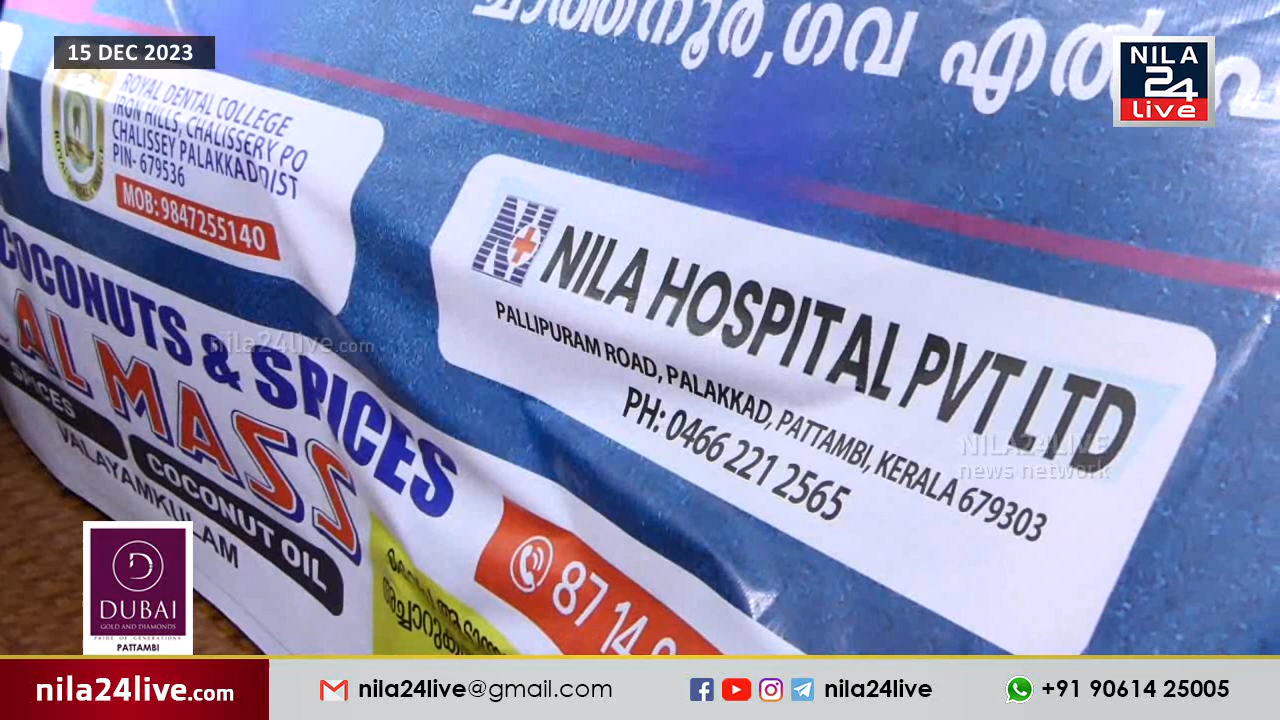 15 DEC 2023
NILA
24
live
ഗവ എൽ
ROYAL DENTAL COLLEGE
IRON HILLS, CHALISSERY PO
CHALISSEY PALAKKAD DIST
PIN- 679536
MOB: 9847255140
NILA HOSPITAL PVT LTD
PALLIPURAM ROAD, PALAKKAD, PATTAMBI, KERALA 679303
PH: 0466 221 2565
COCONUTS & SPICES
AL MASS
SPICES
COCONUT OIL
VALAYAMKULAM
87 14
nila24live.com
NILA24LIVE
news network
D
DUBAI
GOLD AND DIAMONDS
PRIDE OF GENERATIONS
PATTAMBI
nila24live.com
nila24live@gmail.com
nila24live
+91 90614 25005